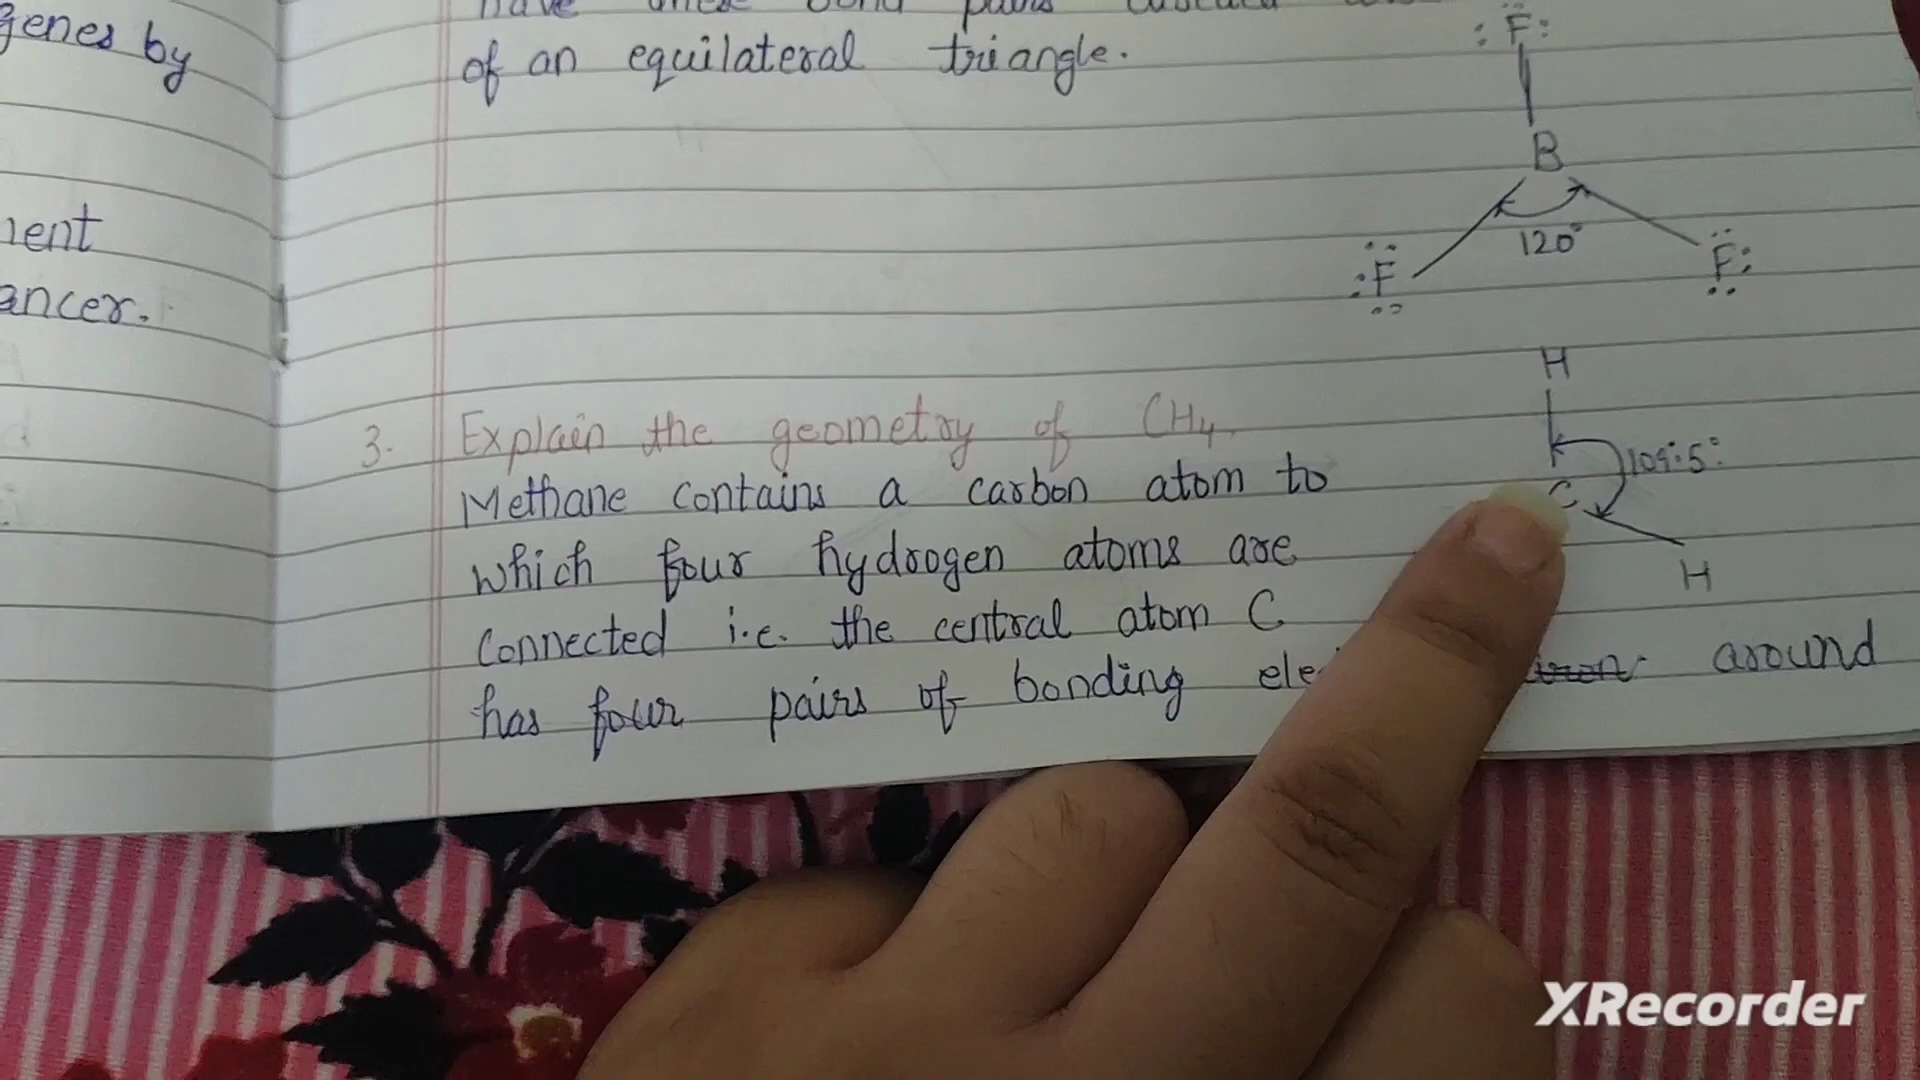 genes by
nent
ancer.
of an equilateral triangle.
:F:
B
120°
:F
F:
3. Explain the geometry of CH4.
Methane contains a carbon atom to
which four hydrogen atoms are
connected i.e. the central atom C
has four pairs of bonding ele around
H
109.5°
C
H
XRecorder